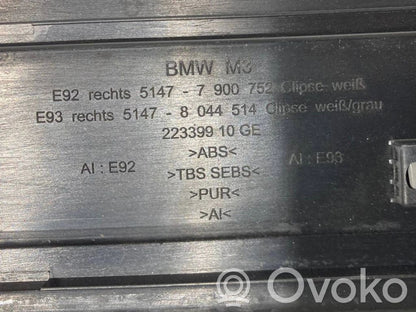 BMW M3
E92 rechts 5147 - 7 900 752 Clipse weiß
E93 rechts 5147 - 8 044 514 Clipse weiß/grau
223399 10 GE
>ABS<
AI : E92
AI : E93
>TBS SEBS<
>PUR<
>AI<
Ovoko